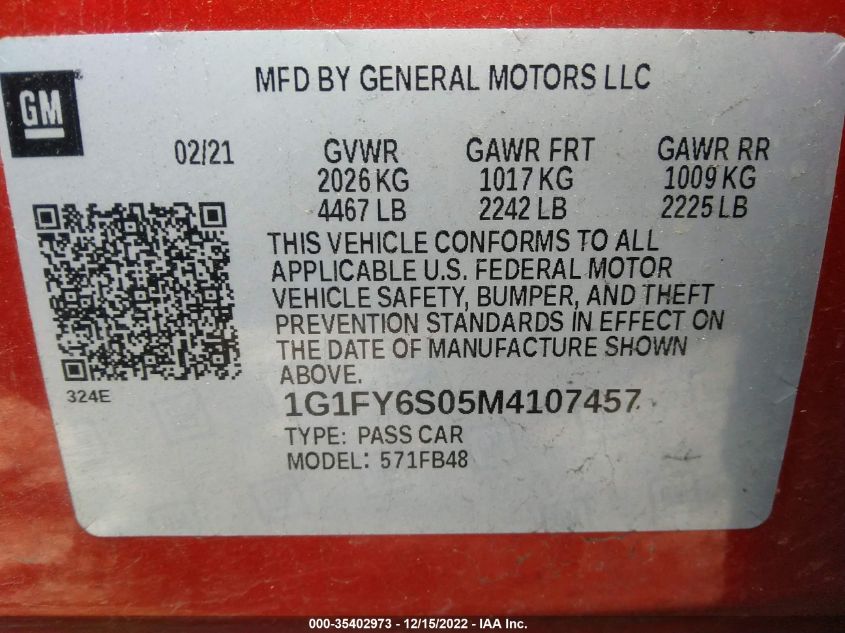 MFD BY GENERAL MOTORS LLC
GM
02/21 GVWR GAWR FRT GAWR RR
2026 KG 1017 KG 1009 KG
4467 LB 2242 LB 2225 LB
THIS VEHICLE CONFORMS TO ALL
APPLICABLE U.S. FEDERAL MOTOR
VEHICLE SAFETY, BUMPER, AND THEFT
PREVENTION STANDARDS IN EFFECT ON
THE DATE OF MANUFACTURE SHOWN
ABOVE.
324E
1G1FY6S05M4107457
TYPE: PASS CAR
MODEL: 571FB48
000-35402973 - 12/15/2022 - IAA Inc.